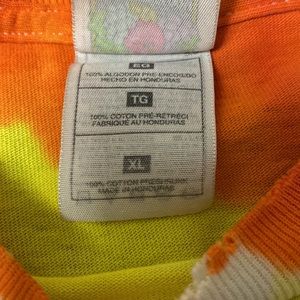 EG
100% ALGODON PRE-ENCOGIDO
HECHO EN HONDURAS
TG
100% COTON PRÉ-RETRÉCI
FABRIQUÉ AU HONDURAS
XL
100% COTTON PRESHRUNK
MADE IN HONDURAS